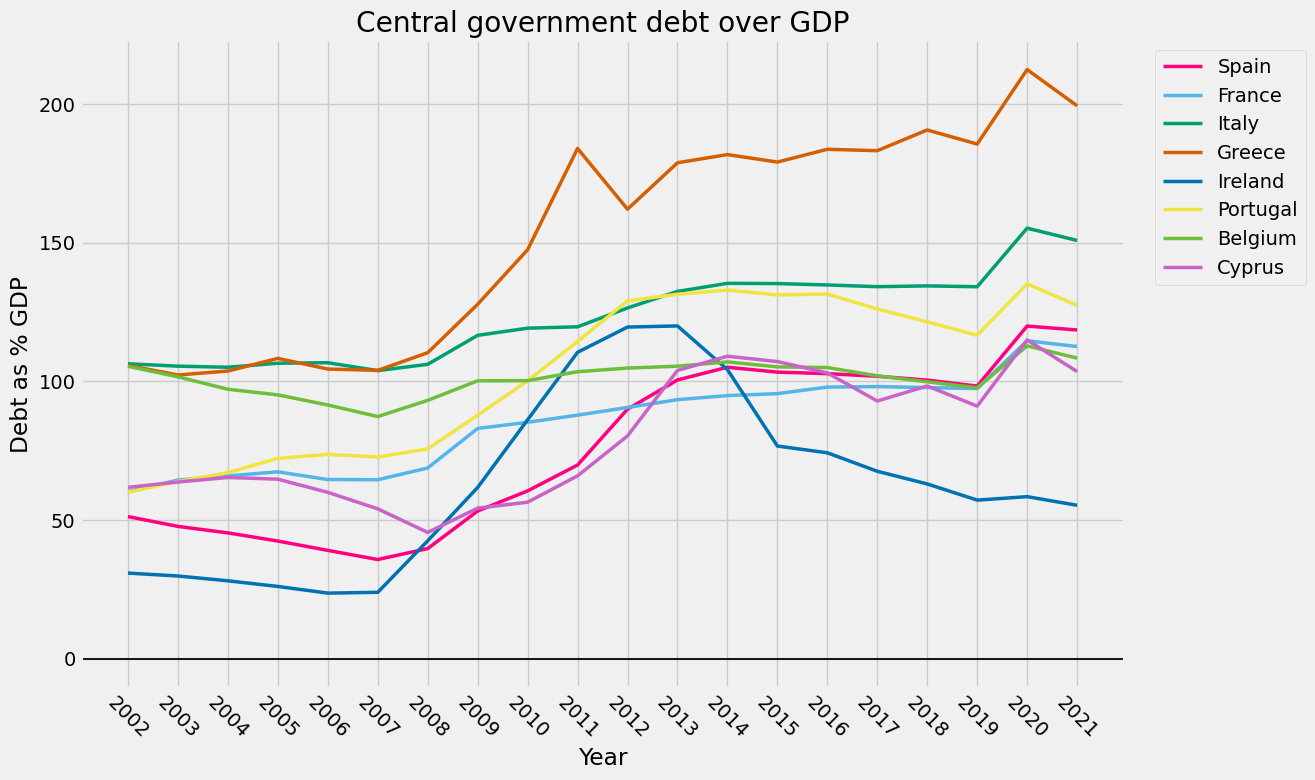 Central government debt over GDP
Spain
France
Italy
Greece
Ireland
Portugal
Belgium
Cyprus
Debt as % GDP
200
150
100
50
0
2002
2003
2004
2005
2006
2007
2008
2009
2010
2011
2012
2013
2014
2015
2016
2017
2018
2019
2020
2021
Year